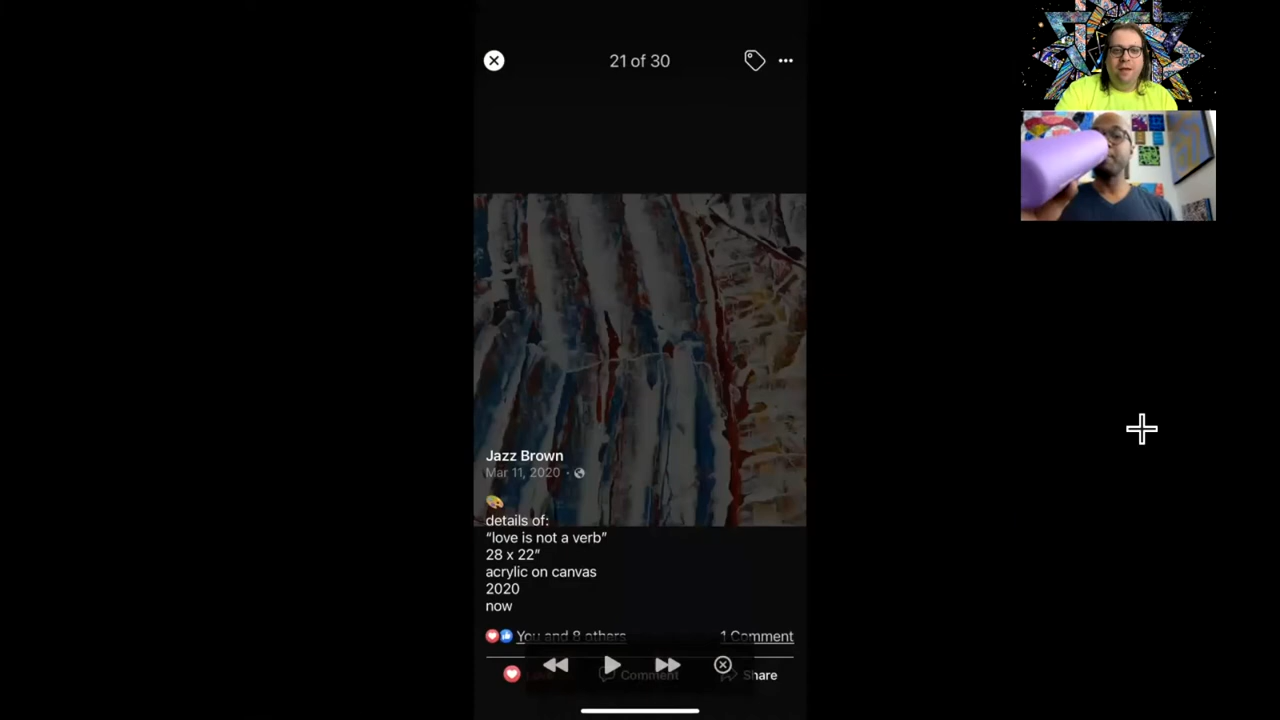 21 of 30
Jazz Brown
Mar 11, 2020 ·
details of:
“love is not a verb”
28 x 22”
acrylic on canvas
2020
now
You and 8 others 1 Comment
Comment Share